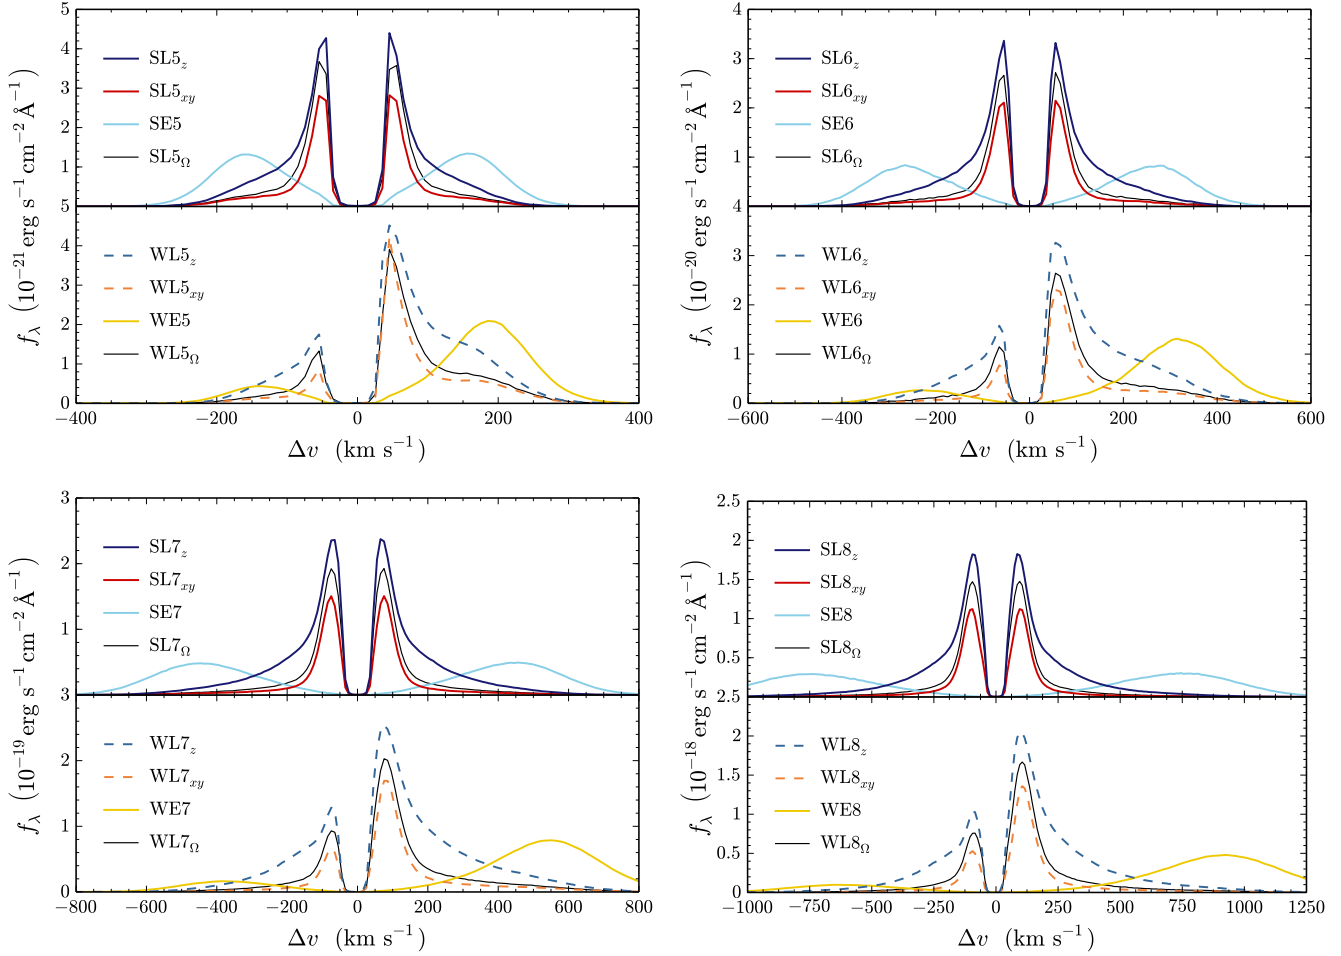 5
4
3
2
1
5
SL5z
SL5xy
SE5
SL5Ω
4
3
2
1
0
WL5z
WL5xy
WE5
WL5Ω
−400
−200
0
200
400
Δv (km s−1)
fλ (10−21 erg s−1 cm−2 Å−1)
4
3
2
1
4
SL6z
SL6xy
SE6
SL6Ω
3
2
1
0
WL6z
WL6xy
WE6
WL6Ω
−600
−400
−200
0
200
400
600
Δv (km s−1)
fλ (10−20 erg s−1 cm−2 Å−1)
3
2
1
3
SL7z
SL7xy
SE7
SL7Ω
2
1
0
WL7z
WL7xy
WE7
WL7Ω
−800
−600
−400
−200
0
200
400
600
800
Δv (km s−1)
fλ (10−19 erg s−1 cm−2 Å−1)
2.5
2
1.5
1
0.5
2.5
SL8z
SL8xy
SE8
SL8Ω
2
1.5
1
0.5
0
WL8z
WL8xy
WE8
WL8Ω
−1000
−750
−500
−250
0
250
500
750
1000
1250
Δv (km s−1)
fλ (10−18 erg s−1 cm−2 Å−1)